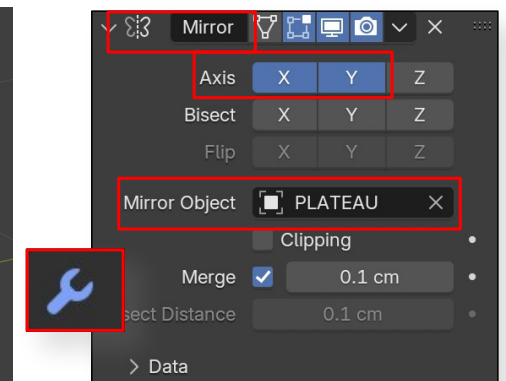 Mirror
Axis X Y Z
Bisect X Y Z
Flip X Y Z
Mirror Object PLATEAU
Clipping
Merge 0.1 cm
sect Distance 0.1 cm
Data